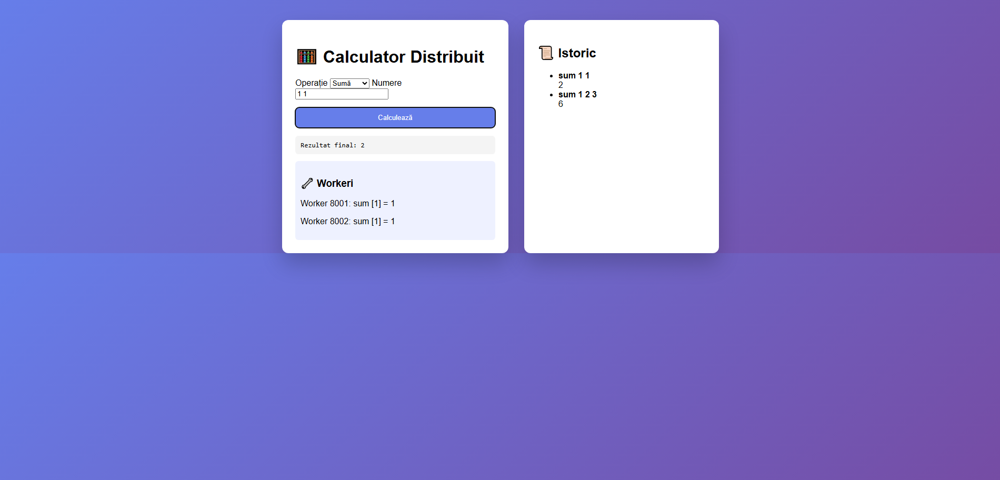 Calculator Distribuit
Operație Sumă Numere
1 1
Calculează
Rezultat final: 2
Workeri
Worker 8001: sum [1] = 1
Worker 8002: sum [1] = 1
Istoric
sum 1 1
2
sum 1 2 3
6